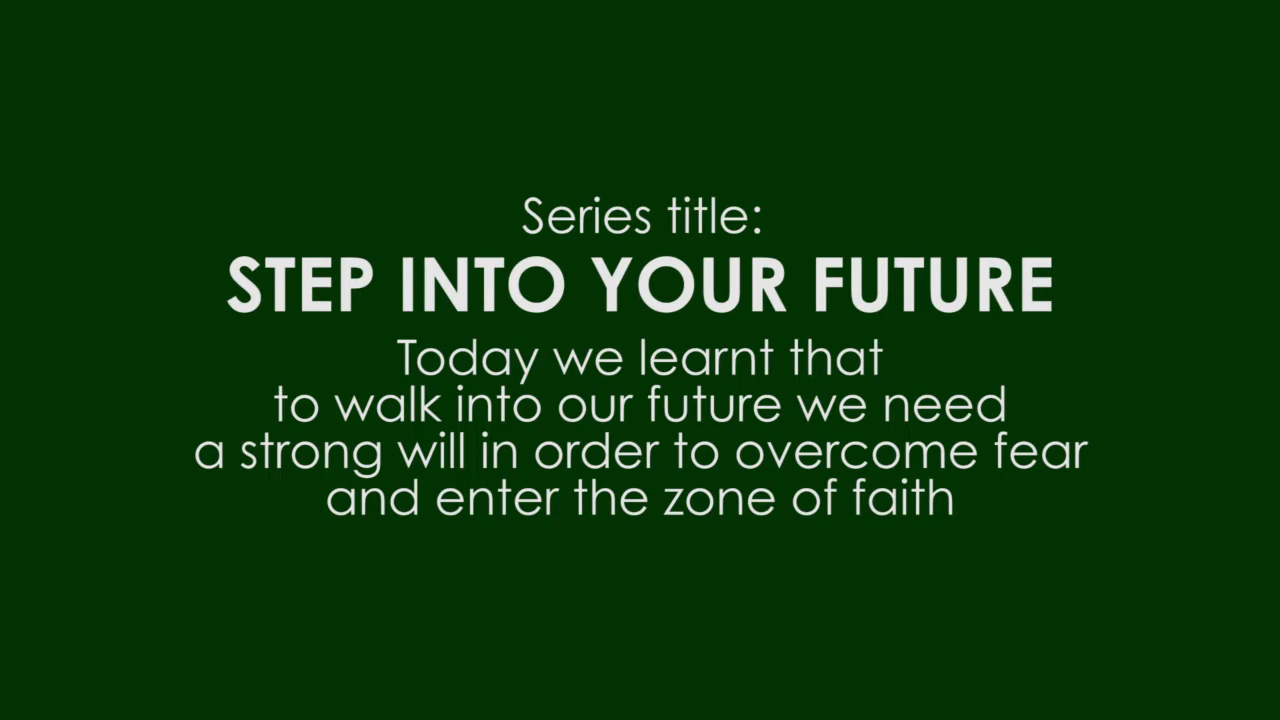 Series title:
STEP INTO YOUR FUTURE
Today we learnt that
to walk into our future we need
a strong will in order to overcome fear
and enter the zone of faith